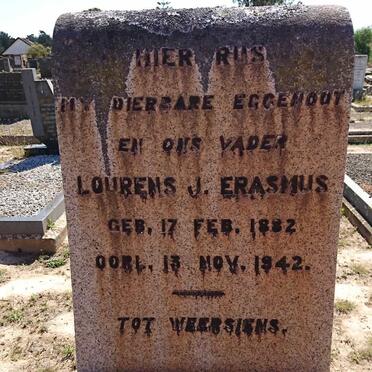 HIER RUS
MY DIERBARE EGGENOUT
EN ONS VADER
LOURENS J. ERASMUS
GEB. 17 FEB. 1882
OORL. 13 NOV. 1942.
TOT WEERSIENS.